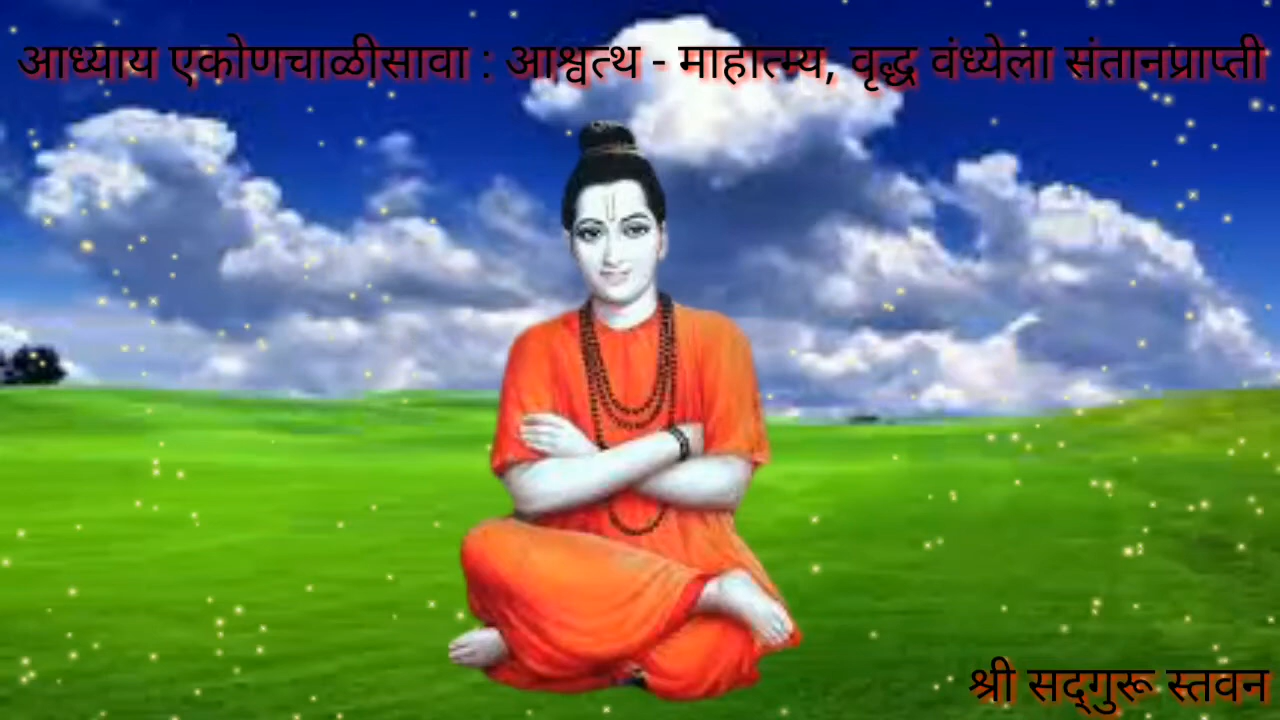 आध्याय एकोणचाळीसावा : आश्वत्थ - माहात्म्य, वृद्ध वंध्येला संतानप्राप्ती
श्री सद्‌गुरू स्तवन